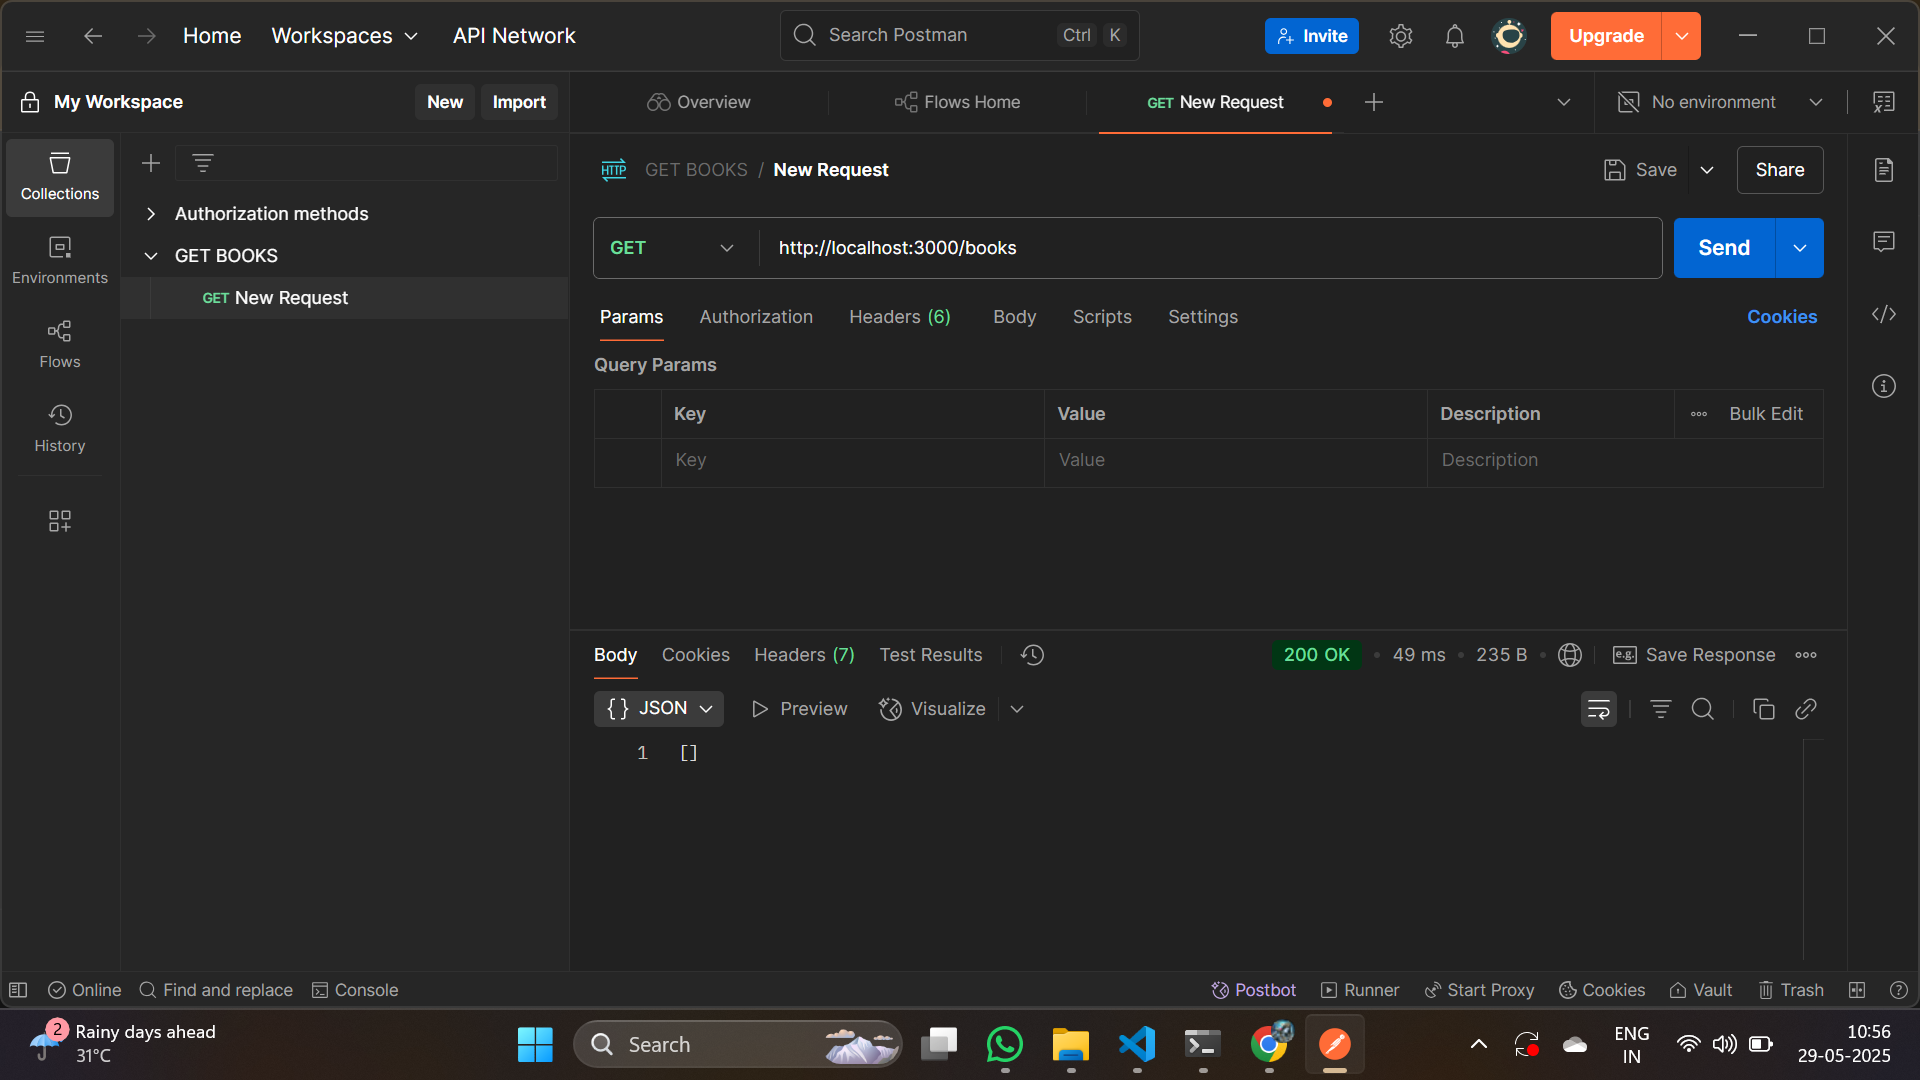 Home Workspaces API Network Search Postman Ctrl K Invite Upgrade
My Workspace New Import Overview Flows Home GET New Request No environment
Collections
Environments
Flows
History
Authorization methods
GET BOOKS
GET New Request
HTTP GET BOOKS / New Request Save Share
GET http://localhost:3000/books Send
Params Authorization Headers (6) Body Scripts Settings Cookies
Query Params
Key Value Description Bulk Edit
Key Value Description
Body Cookies Headers (7) Test Results 200 OK • 49 ms • 235 B • e.g. Save Response
{} JSON Preview Visualize
1 []
Online Find and replace Console Postbot Runner Start Proxy Cookies Vault Trash
2 Rainy days ahead
31°C
Search
ENG
IN
10:56
29-05-2025